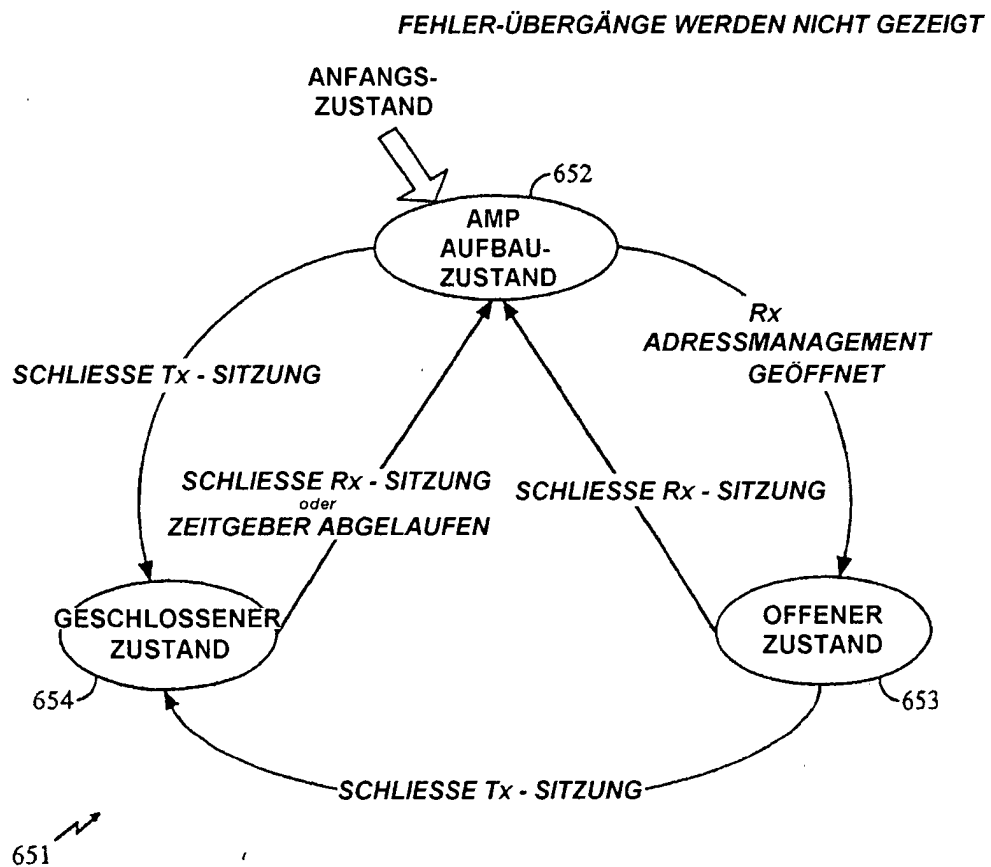 FEHLER-ÜBERGÄNGE WERDEN NICHT GEZEIGT
ANFANGS-
ZUSTAND
652
AMP
AUFBAU-
ZUSTAND
Rx
ADRESSMANAGEMENT
GEÖFFNET
SCHLIESSE Tx - SITZUNG
SCHLIESSE Rx - SITZUNG
oder
ZEITGEBER ABGELAUFEN
SCHLIESSE Rx - SITZUNG
GESCHLOSSENER
ZUSTAND
OFFENER
ZUSTAND
654
653
SCHLIESSE Tx - SITZUNG
651